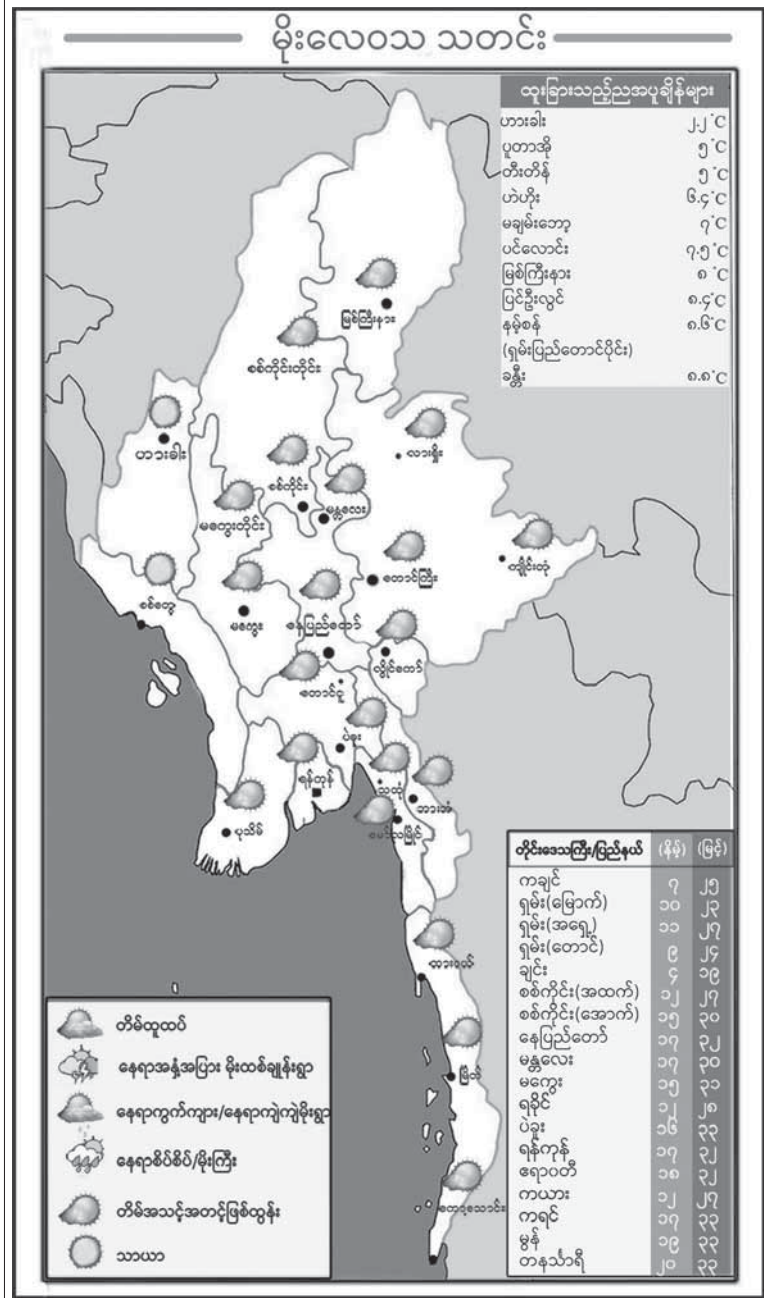 မိုးလေဝသ သတင်း
ထူးခြားသည့်ညအပူချိန်များ
ဟားခါး ၂.၂°C
ပူတာအို ၅°C
တီးတိန် ၅°C
ဟဲဟိုး ၆.၄°C
မချမ်းဘော့ ၇°C
ပင်လောင်း ၇.၅°C
မြစ်ကြီးနား ၈°C
ပြင်ဦးလွင် ၈.၄°C
နမ့်စန် ၈.၆°C
(ရှမ်းပြည်တောင်ပိုင်း)
ခန္တီး ၈.၈°C
မြစ်ကြီးနား
စစ်ကိုင်းတိုင်း
ဟားခါး
လားရှိုး
စစ်ကိုင်း
မန္တလေး
မကွေးတိုင်း
ကျိုင်းတုံ
တောင်ကြီး
စစ်တွေ
မကွေး
နေပြည်တော်
လွိုင်ကော်
တောင်ငူ
ပဲခူး
ရန်ကုန်
သထုံ
ဘားအံ
ပုသိမ်
မော်လမြိုင်
ထားဝယ်
မြိတ်
ကော့သောင်း
တိမ်ထူထပ်
နေရာအနှံ့အပြား မိုးထစ်ချုန်းရွာ
နေရာကွက်ကျား/နေရာကျဲကျဲမိုးရွာ
နေရာစိပ်စိပ်/မိုးကြီး
တိမ်အသင့်အတင့်ဖြစ်ထွန်း
သာယာ
တိုင်းဒေသကြီး/ပြည်နယ် (နိမ့်) (မြင့်)
ကချင် ၇ ၂၅
ရှမ်း(မြောက်) ၁၀ ၂၃
ရှမ်း(အရှေ့) ၁၁ ၂၇
ရှမ်း(တောင်) ၉ ၂၄
ချင်း ၄ ၁၉
စစ်ကိုင်း(အထက်) ၁၂ ၂၇
စစ်ကိုင်း(အောက်) ၁၅ ၃၀
နေပြည်တော် ၁၇ ၃၂
မန္တလေး ၁၇ ၃၀
မကွေး ၁၅ ၃၁
ရခိုင် ၁၂ ၂၈
ပဲခူး ၁၆ ၃၃
ရန်ကုန် ၁၇ ၃၂
ဧရာဝတီ ၁၈ ၃၂
ကယား ၁၂ ၂၇
ကရင် ၁၇ ၃၃
မွန် ၁၉ ၃၃
တနင်္သာရီ ၂၀ ၃၃